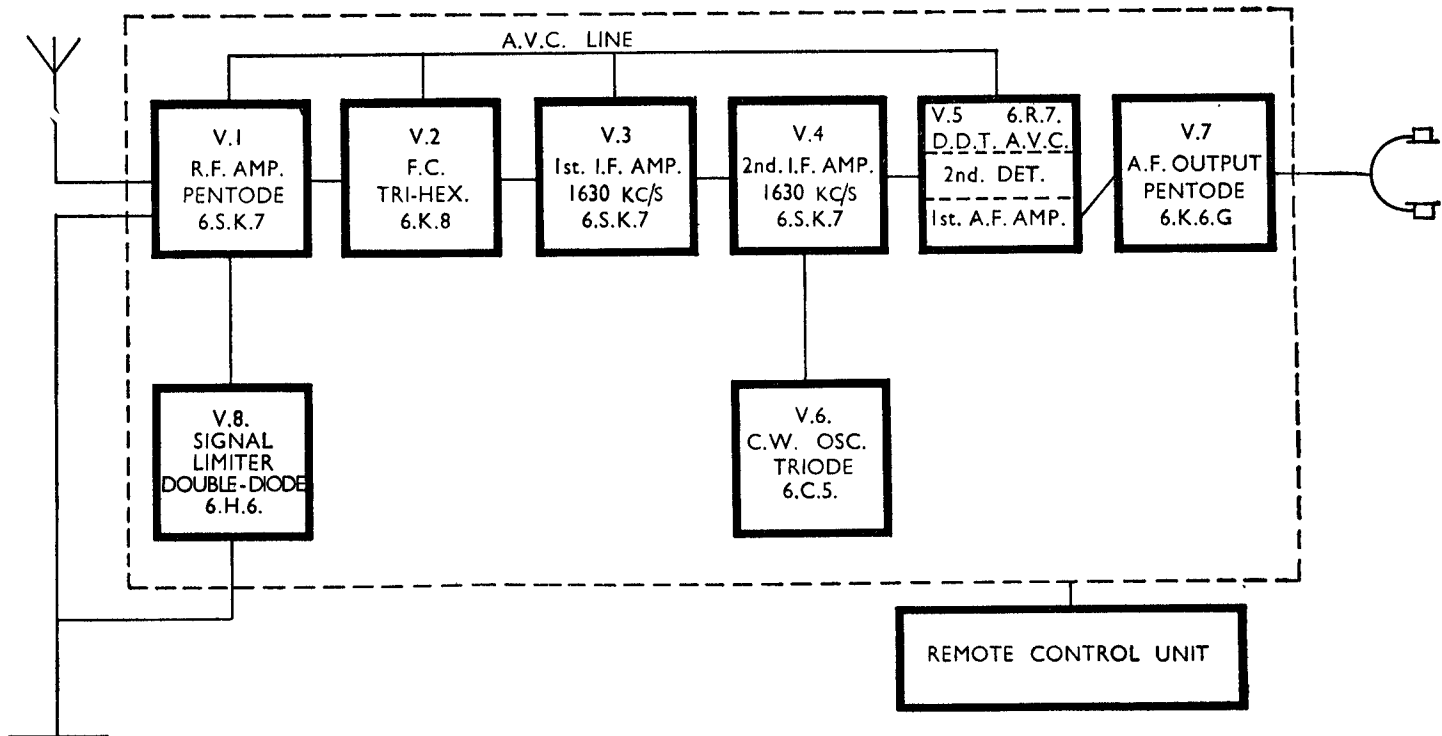 A.V.C. LINE
V.1
R.F. AMP.
PENTODE
6.S.K.7
V.2
F.C.
TRI-HEX.
6.K.8
V.3
1st. I.F. AMP.
1630 KC/S
6.S.K.7
V.4
2nd. I.F. AMP.
1630 KC/S
6.S.K.7
V.5 6.R.7.
D.D.T. A.V.C.
2nd. DET.
1st. A.F. AMP.
V.7
A.F. OUTPUT
PENTODE
6.K.6.G
V.8.
SIGNAL
LIMITER
DOUBLE-DIODE
6.H.6.
V.6.
C.W. OSC.
TRIODE
6.C.5.
REMOTE CONTROL UNIT